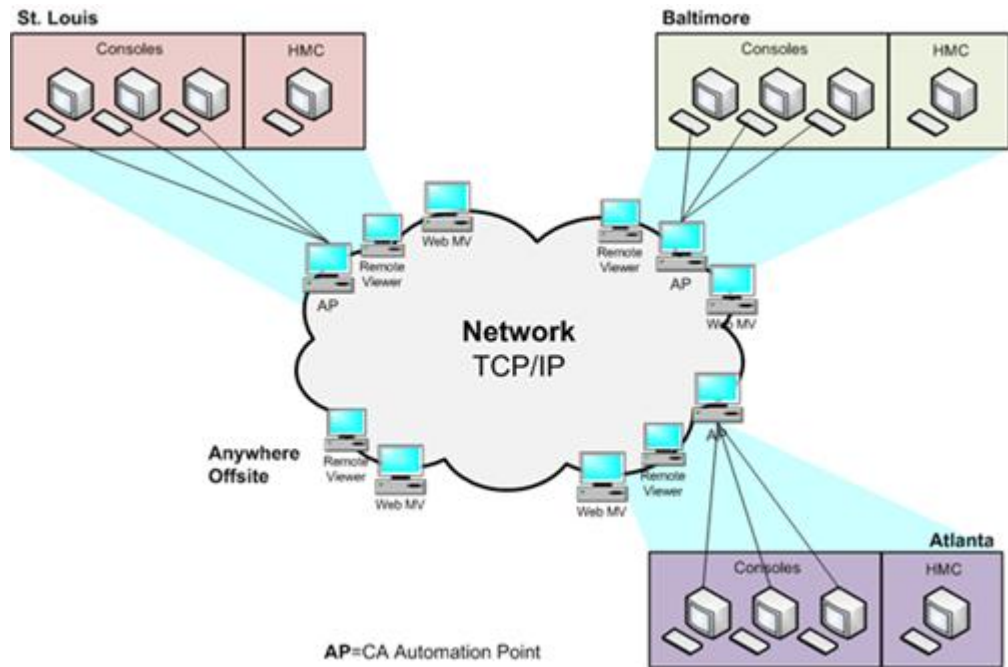 St. Louis
Consoles
HMC
Baltimore
Consoles
HMC
Web MV
Remote
Viewer
AP
Remote
Viewer
AP
Web MV
Network
TCP/IP
AP
Anywhere
Offsite
Remote
Viewer
Web MV
Remote
Viewer
Web MV
Atlanta
Consoles
HMC
AP=CA Automation Point